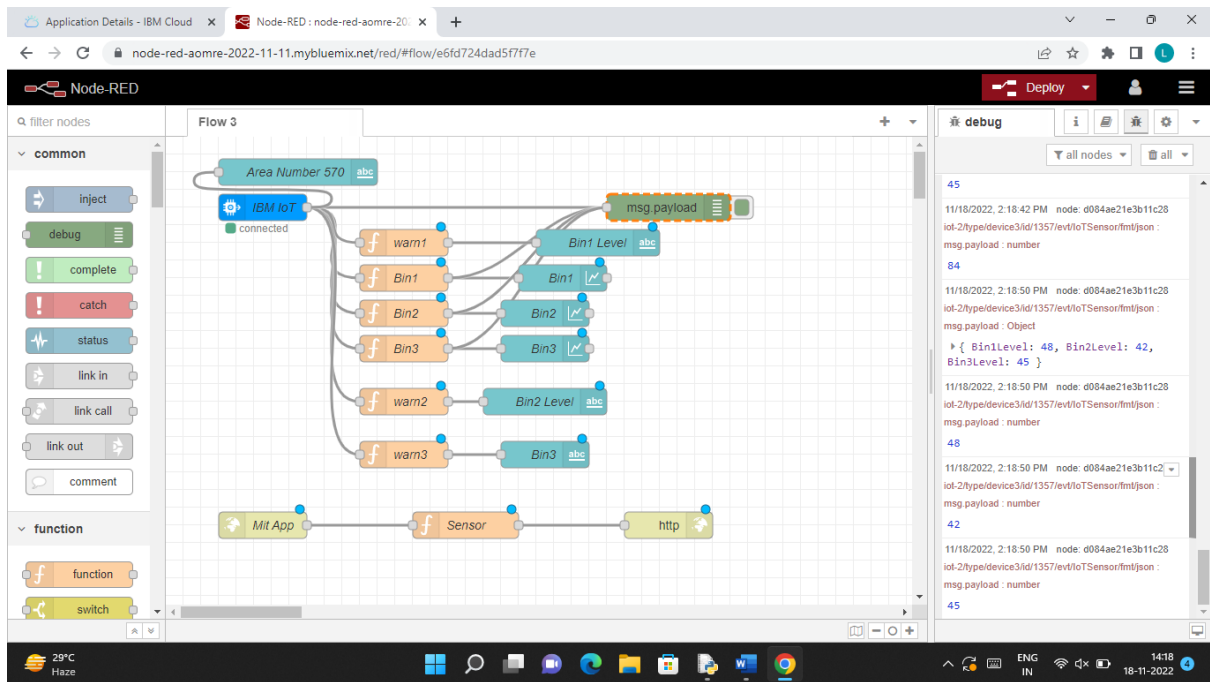 Application Details - IBM Cloud
Node-RED : node-red-aomre-20
node-red-aomre-2022-11-11.mybluemix.net/red/#flow/e6fd724dad5f7f7e
L
Node-RED
Deploy
filter nodes
common
inject
debug
complete
catch
status
link in
link call
link out
comment
function
function
switch
Flow 3
Area Number 570 abc
IBM IoT
connected
msg.payload
warn1
Bin1 Level abc
Bin1
Bin1
Bin2
Bin2
Bin3
Bin3
warn2
Bin2 Level abc
warn3
Bin3 abc
Mit App
Sensor
http
debug
i
all nodes
all
45
11/18/2022, 2:18:42 PM node: d084ae21e3b11c28
iot-2/type/device3/id/1357/evt/IoTSensor/fmt/json :
msg.payload : number
84
11/18/2022, 2:18:50 PM node: d084ae21e3b11c28
iot-2/type/device3/id/1357/evt/IoTSensor/fmt/json :
msg.payload : Object
{ Bin1Level: 48, Bin2Level: 42,
Bin3Level: 45 }
11/18/2022, 2:18:50 PM node: d084ae21e3b11c28
iot-2/type/device3/id/1357/evt/IoTSensor/fmt/json :
msg.payload : number
48
11/18/2022, 2:18:50 PM node: d084ae21e3b11c2
iot-2/type/device3/id/1357/evt/IoTSensor/fmt/json :
msg.payload : number
42
11/18/2022, 2:18:50 PM node: d084ae21e3b11c28
iot-2/type/device3/id/1357/evt/IoTSensor/fmt/json :
msg.payload : number
45
29°C
Haze
ENG
IN
14:18
18-11-2022
4